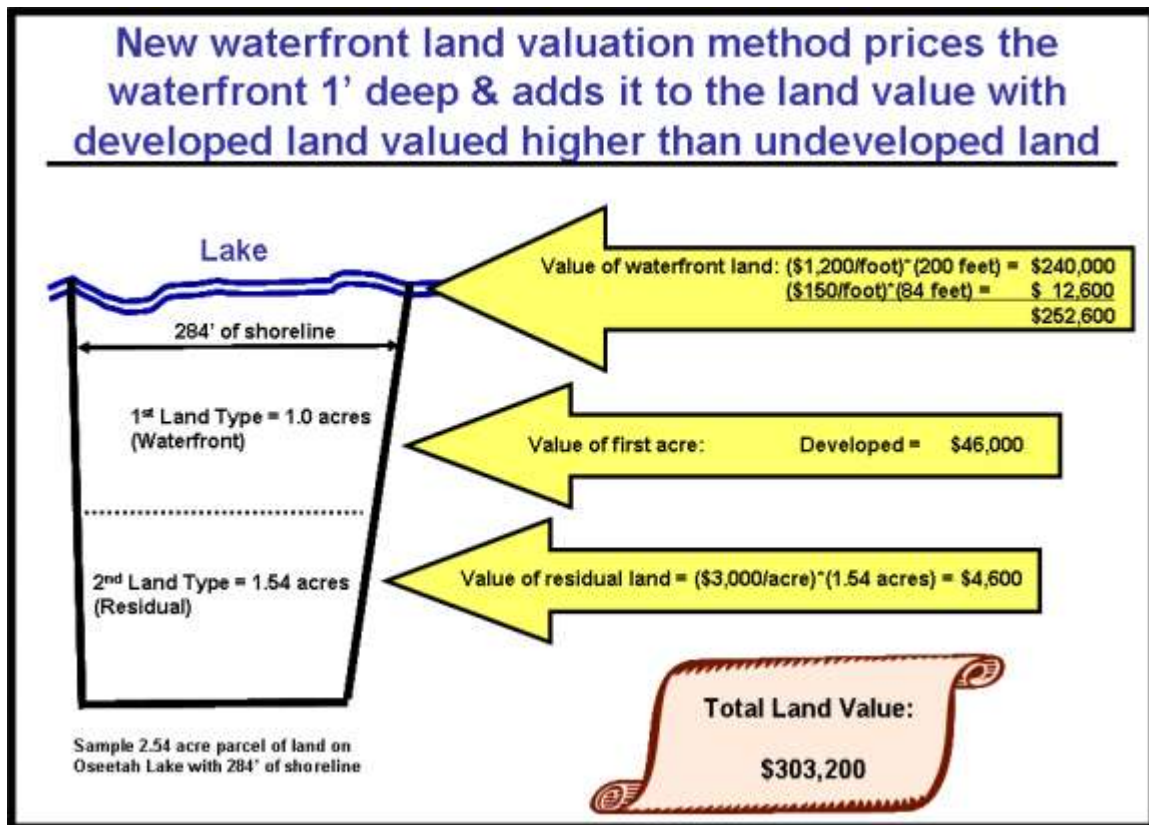 New waterfront land valuation method prices the
waterfront 1' deep & adds it to the land value with
developed land valued higher than undeveloped land
Lake
Value of waterfront land: ($1,200/foot)*(200 feet) = $240,000
($150/foot)*(84 feet) = $ 12,600
$252,600
284' of shoreline
1st Land Type = 1.0 acres
(Waterfront)
Value of first acre: Developed = $46,000
2nd Land Type = 1.54 acres
(Residual)
Value of residual land = ($3,000/acre)*(1.54 acres) = $4,600
Total Land Value:
$303,200
Sample 2.54 acre parcel of land on
Oseetah Lake with 284' of shoreline